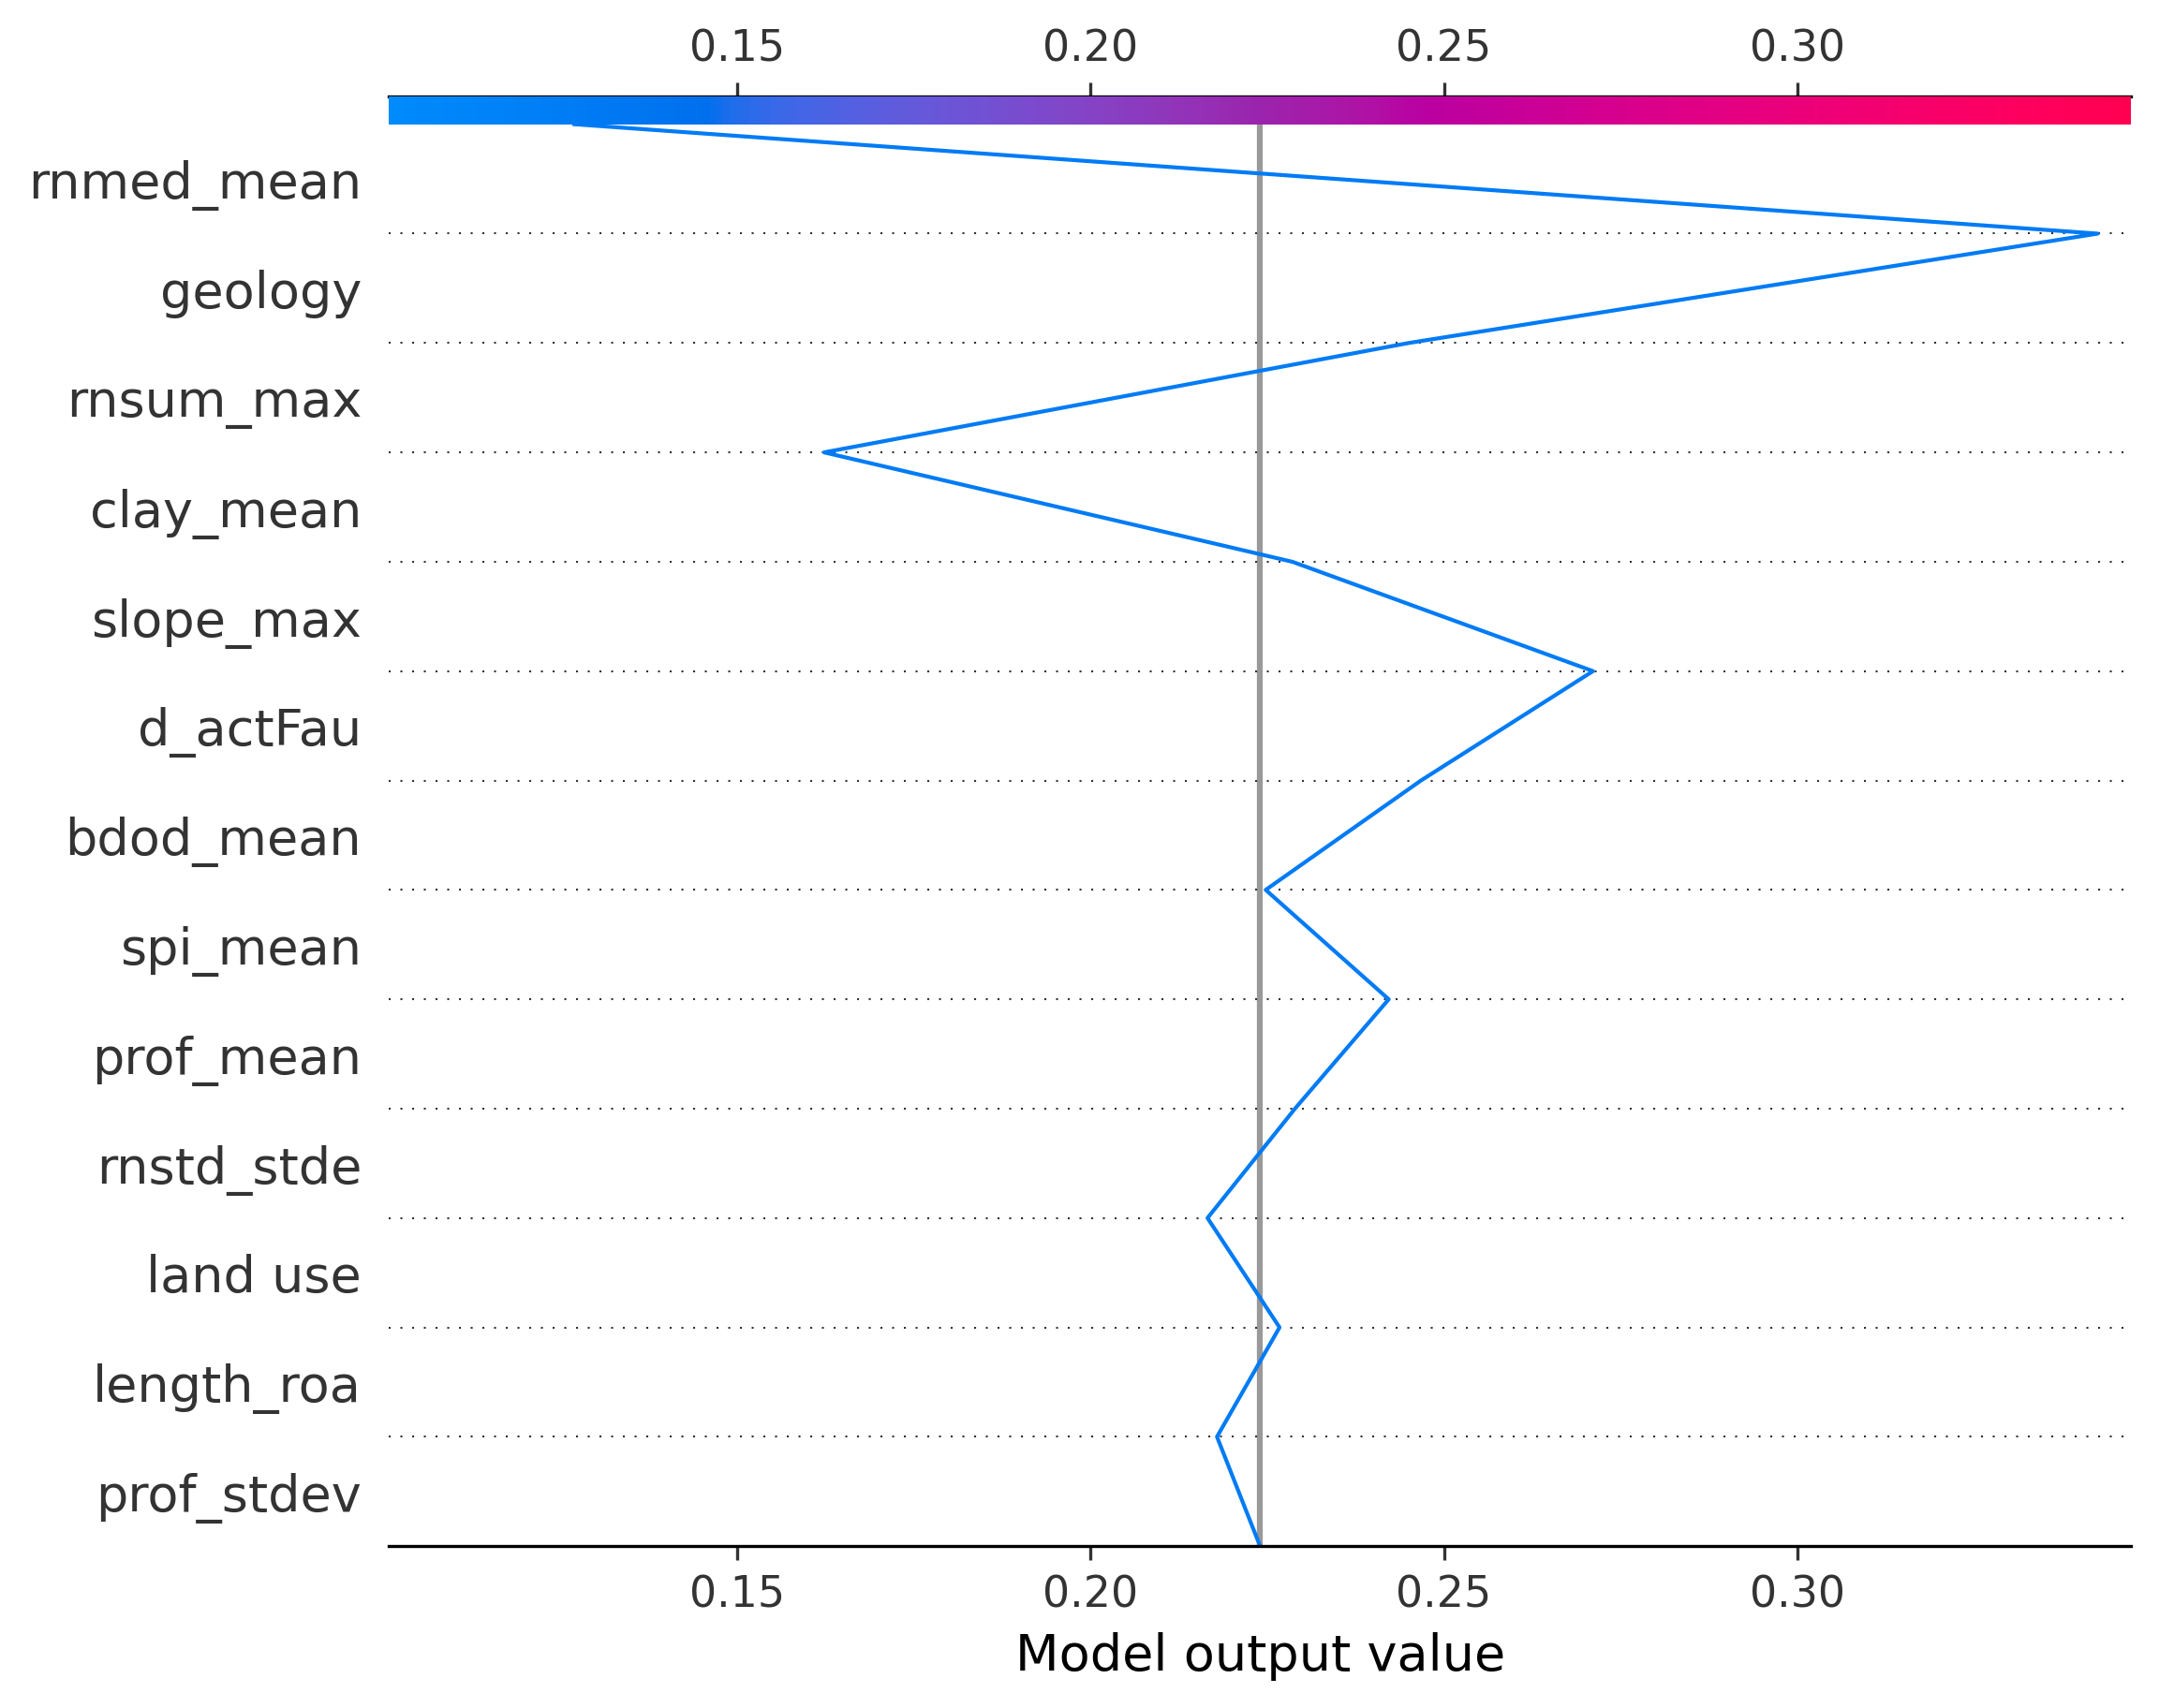 0.15 0.20 0.25 0.30
rnmed_mean
geology
rnsum_max
clay_mean
slope_max
d_actFau
bdod_mean
spi_mean
prof_mean
rnstd_stde
land use
length_roa
prof_stdev
0.15 0.20 0.25 0.30
Model output value